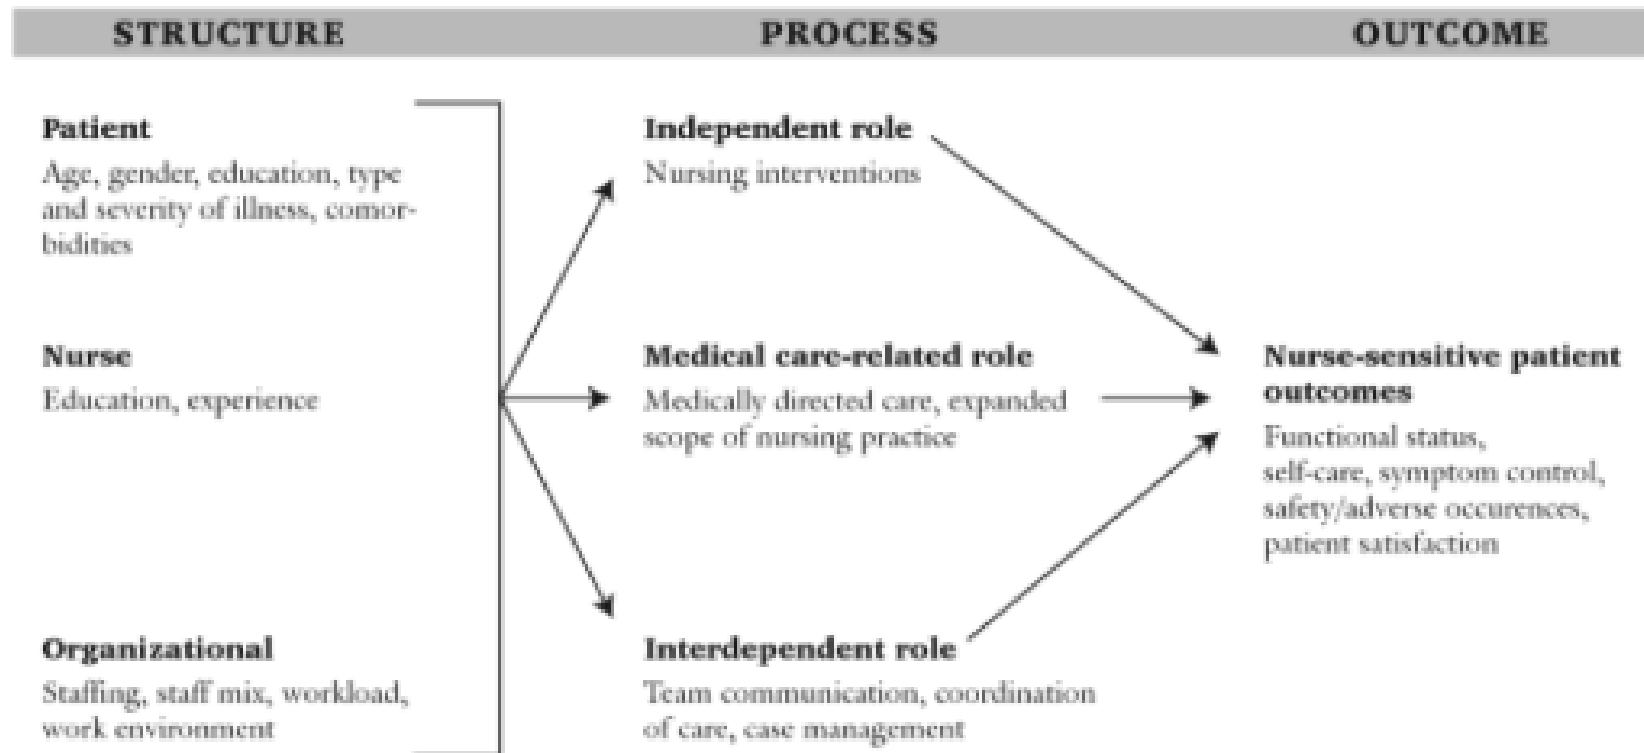 STRUCTURE PROCESS OUTCOME
Patient
Age, gender, education, type
and severity of illness, comor-
bidities
Nurse
Education, experience
Organizational
Staffing, staff mix, workload,
work environment
Independent role
Nursing interventions
Medical care-related role
Medically directed care, expanded
scope of nursing practice
Interdependent role
Team communication, coordination
of care, case management
Nurse-sensitive patient
outcomes
Functional status,
self-care, symptom control,
safety/adverse occurences,
patient satisfaction